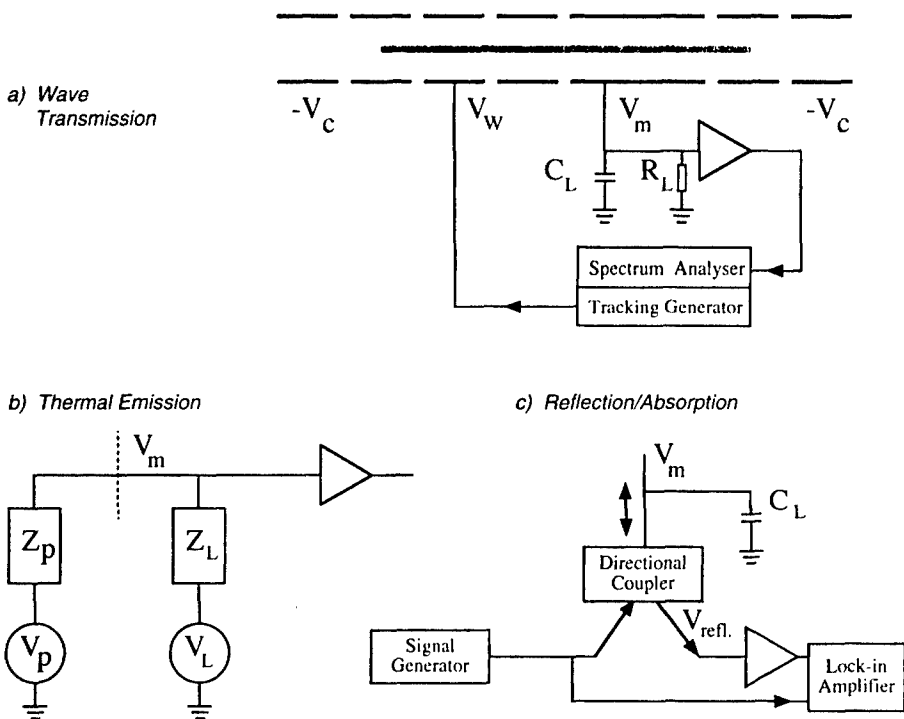 a) Wave
Transmission
-V_c
V_W
V_m
-V_c
C_L
R_L
Spectrum Analyser
Tracking Generator
b) Thermal Emission
c) Reflection/Absorption
V_m
V_m
C_L
Z_p
Z_L
Directional
Coupler
V_p
V_L
V_refl.
Signal
Generator
Lock-in
Amplifier